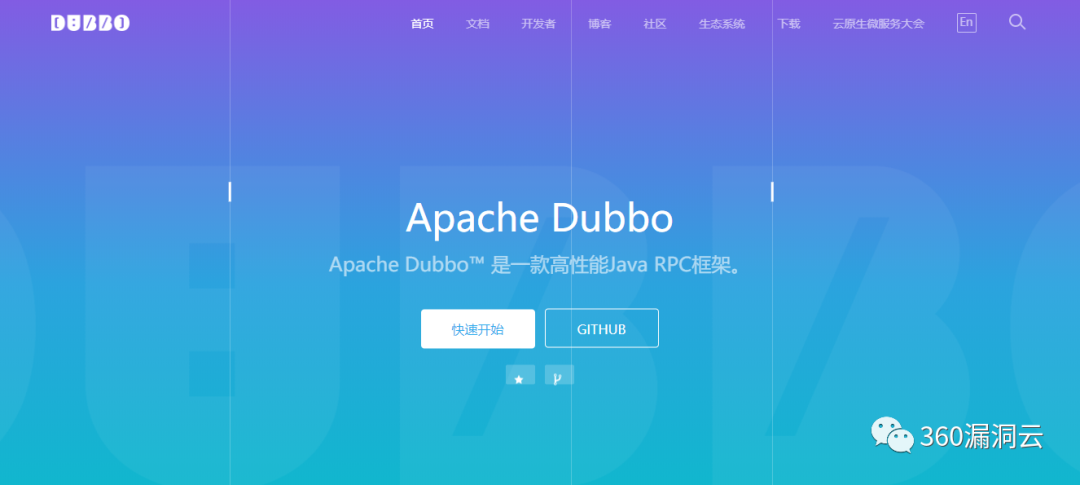 DUBBO 首页 文档 开发者 博客 社区 生态系统 下载 云原生微服务大会 En
DUBBO
Apache Dubbo
Apache Dubbo™ 是一款高性能Java RPC框架。
快速开始 GITHUB
360漏洞云